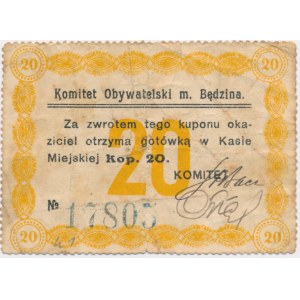 20 20
Komitet Obywatelski m. Będzina.
Za zwrotem tego kuponu oka-
ziciel otrzyma gotówką w Kasie
Miejskiej Kop. 20.
20
KOMITET
№ 17805
20 20